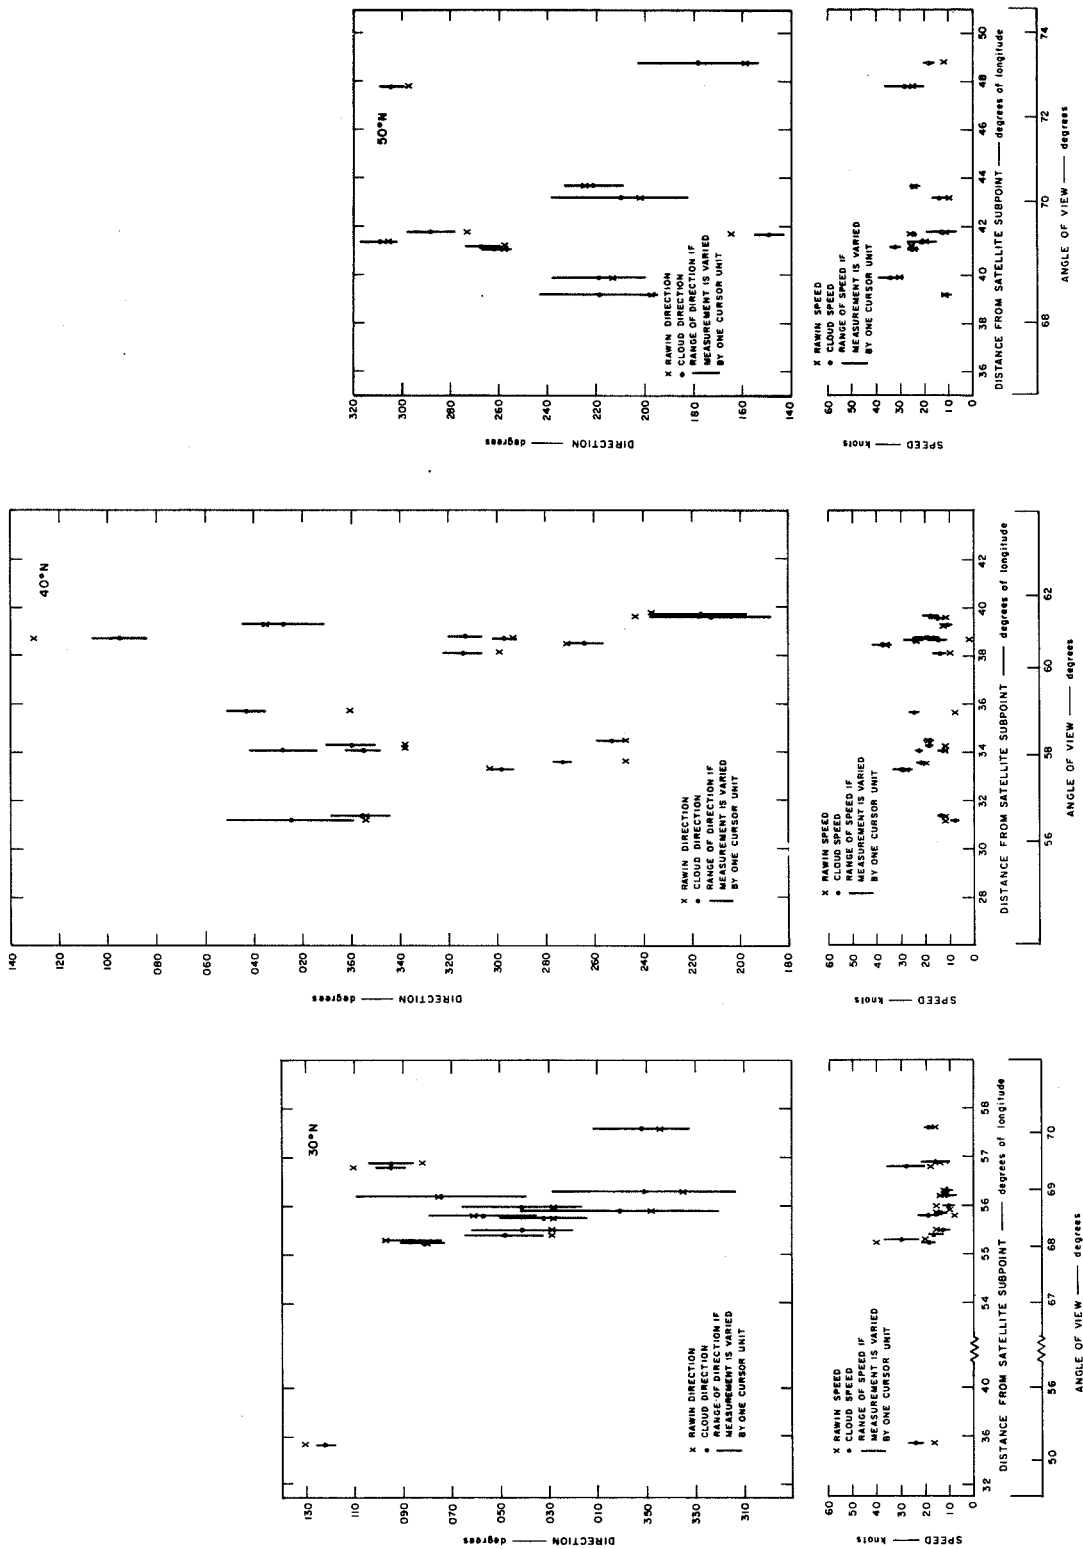 30°N
130
110
090
070
050
030
010
350
330
310
DIRECTION —— degrees
x RAWIN DIRECTION
• CLOUD DIRECTION
RANGE OF DIRECTION IF
MEASUREMENT IS VARIED
BY ONE CURSOR UNIT
60
50
40
30
20
10
0
SPEED —— knots
x RAWIN SPEED
• CLOUD SPEED
RANGE OF SPEED IF
MEASUREMENT IS VARIED
BY ONE CURSOR UNIT
32 36 40 54 55 56 57 58
DISTANCE FROM SATELLITE SUBPOINT —— degrees of longitude
50 56 67 68 69 70
ANGLE OF VIEW —— degrees
40°N
140
120
100
080
060
040
020
360
340
320
300
280
260
240
220
200
180
DIRECTION —— degrees
x RAWIN DIRECTION
• CLOUD DIRECTION
RANGE OF DIRECTION IF
MEASUREMENT IS VARIED
BY ONE CURSOR UNIT
60
50
40
30
20
10
0
SPEED —— knots
x RAWIN SPEED
• CLOUD SPEED
RANGE OF SPEED IF
MEASUREMENT IS VARIED
BY ONE CURSOR UNIT
28 30 32 34 36 38 40 42
DISTANCE FROM SATELLITE SUBPOINT —— degrees of longitude
56 58 60 62
ANGLE OF VIEW —— degrees
50°N
320
300
280
260
240
220
200
180
160
140
DIRECTION —— degrees
x RAWIN DIRECTION
• CLOUD DIRECTION
RANGE OF DIRECTION IF
MEASUREMENT IS VARIED
BY ONE CURSOR UNIT
60
50
40
30
20
10
0
SPEED —— knots
x RAWIN SPEED
• CLOUD SPEED
RANGE OF SPEED IF
MEASUREMENT IS VARIED
BY ONE CURSOR UNIT
36 38 40 42 44 46 48 50
DISTANCE FROM SATELLITE SUBPOINT —— degrees of longitude
68 70 72 74
ANGLE OF VIEW —— degrees